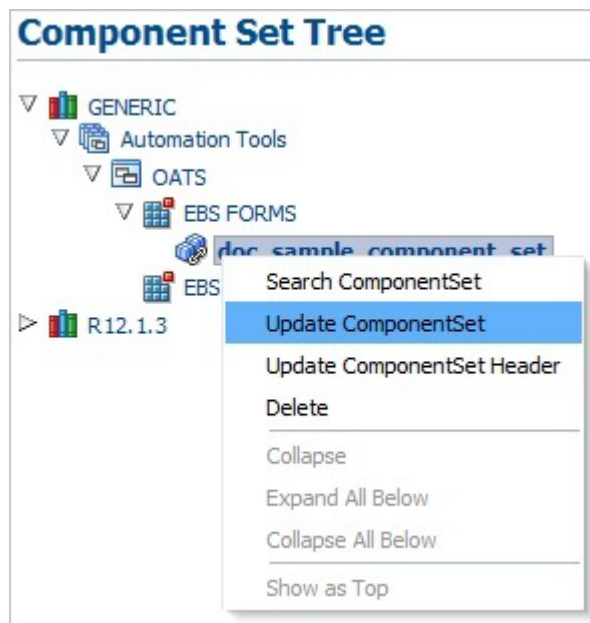 Component Set Tree
GENERIC
Automation Tools
OATS
EBS FORMS
doc_sample_component_set
EBS
R12.1.3
Search ComponentSet
Update ComponentSet
Update ComponentSet Header
Delete
Collapse
Expand All Below
Collapse All Below
Show as Top